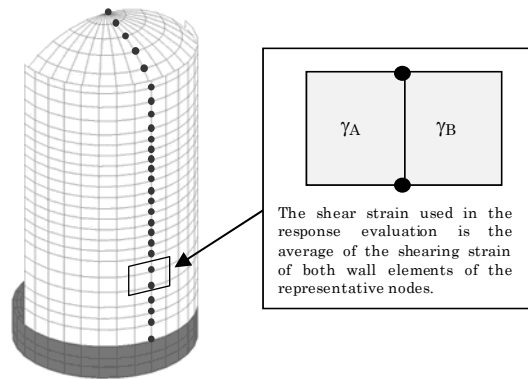 γA γB
The shear strain used in the
response evaluation is the
average of the shearing strain
of both wall elements of the
representative nodes.